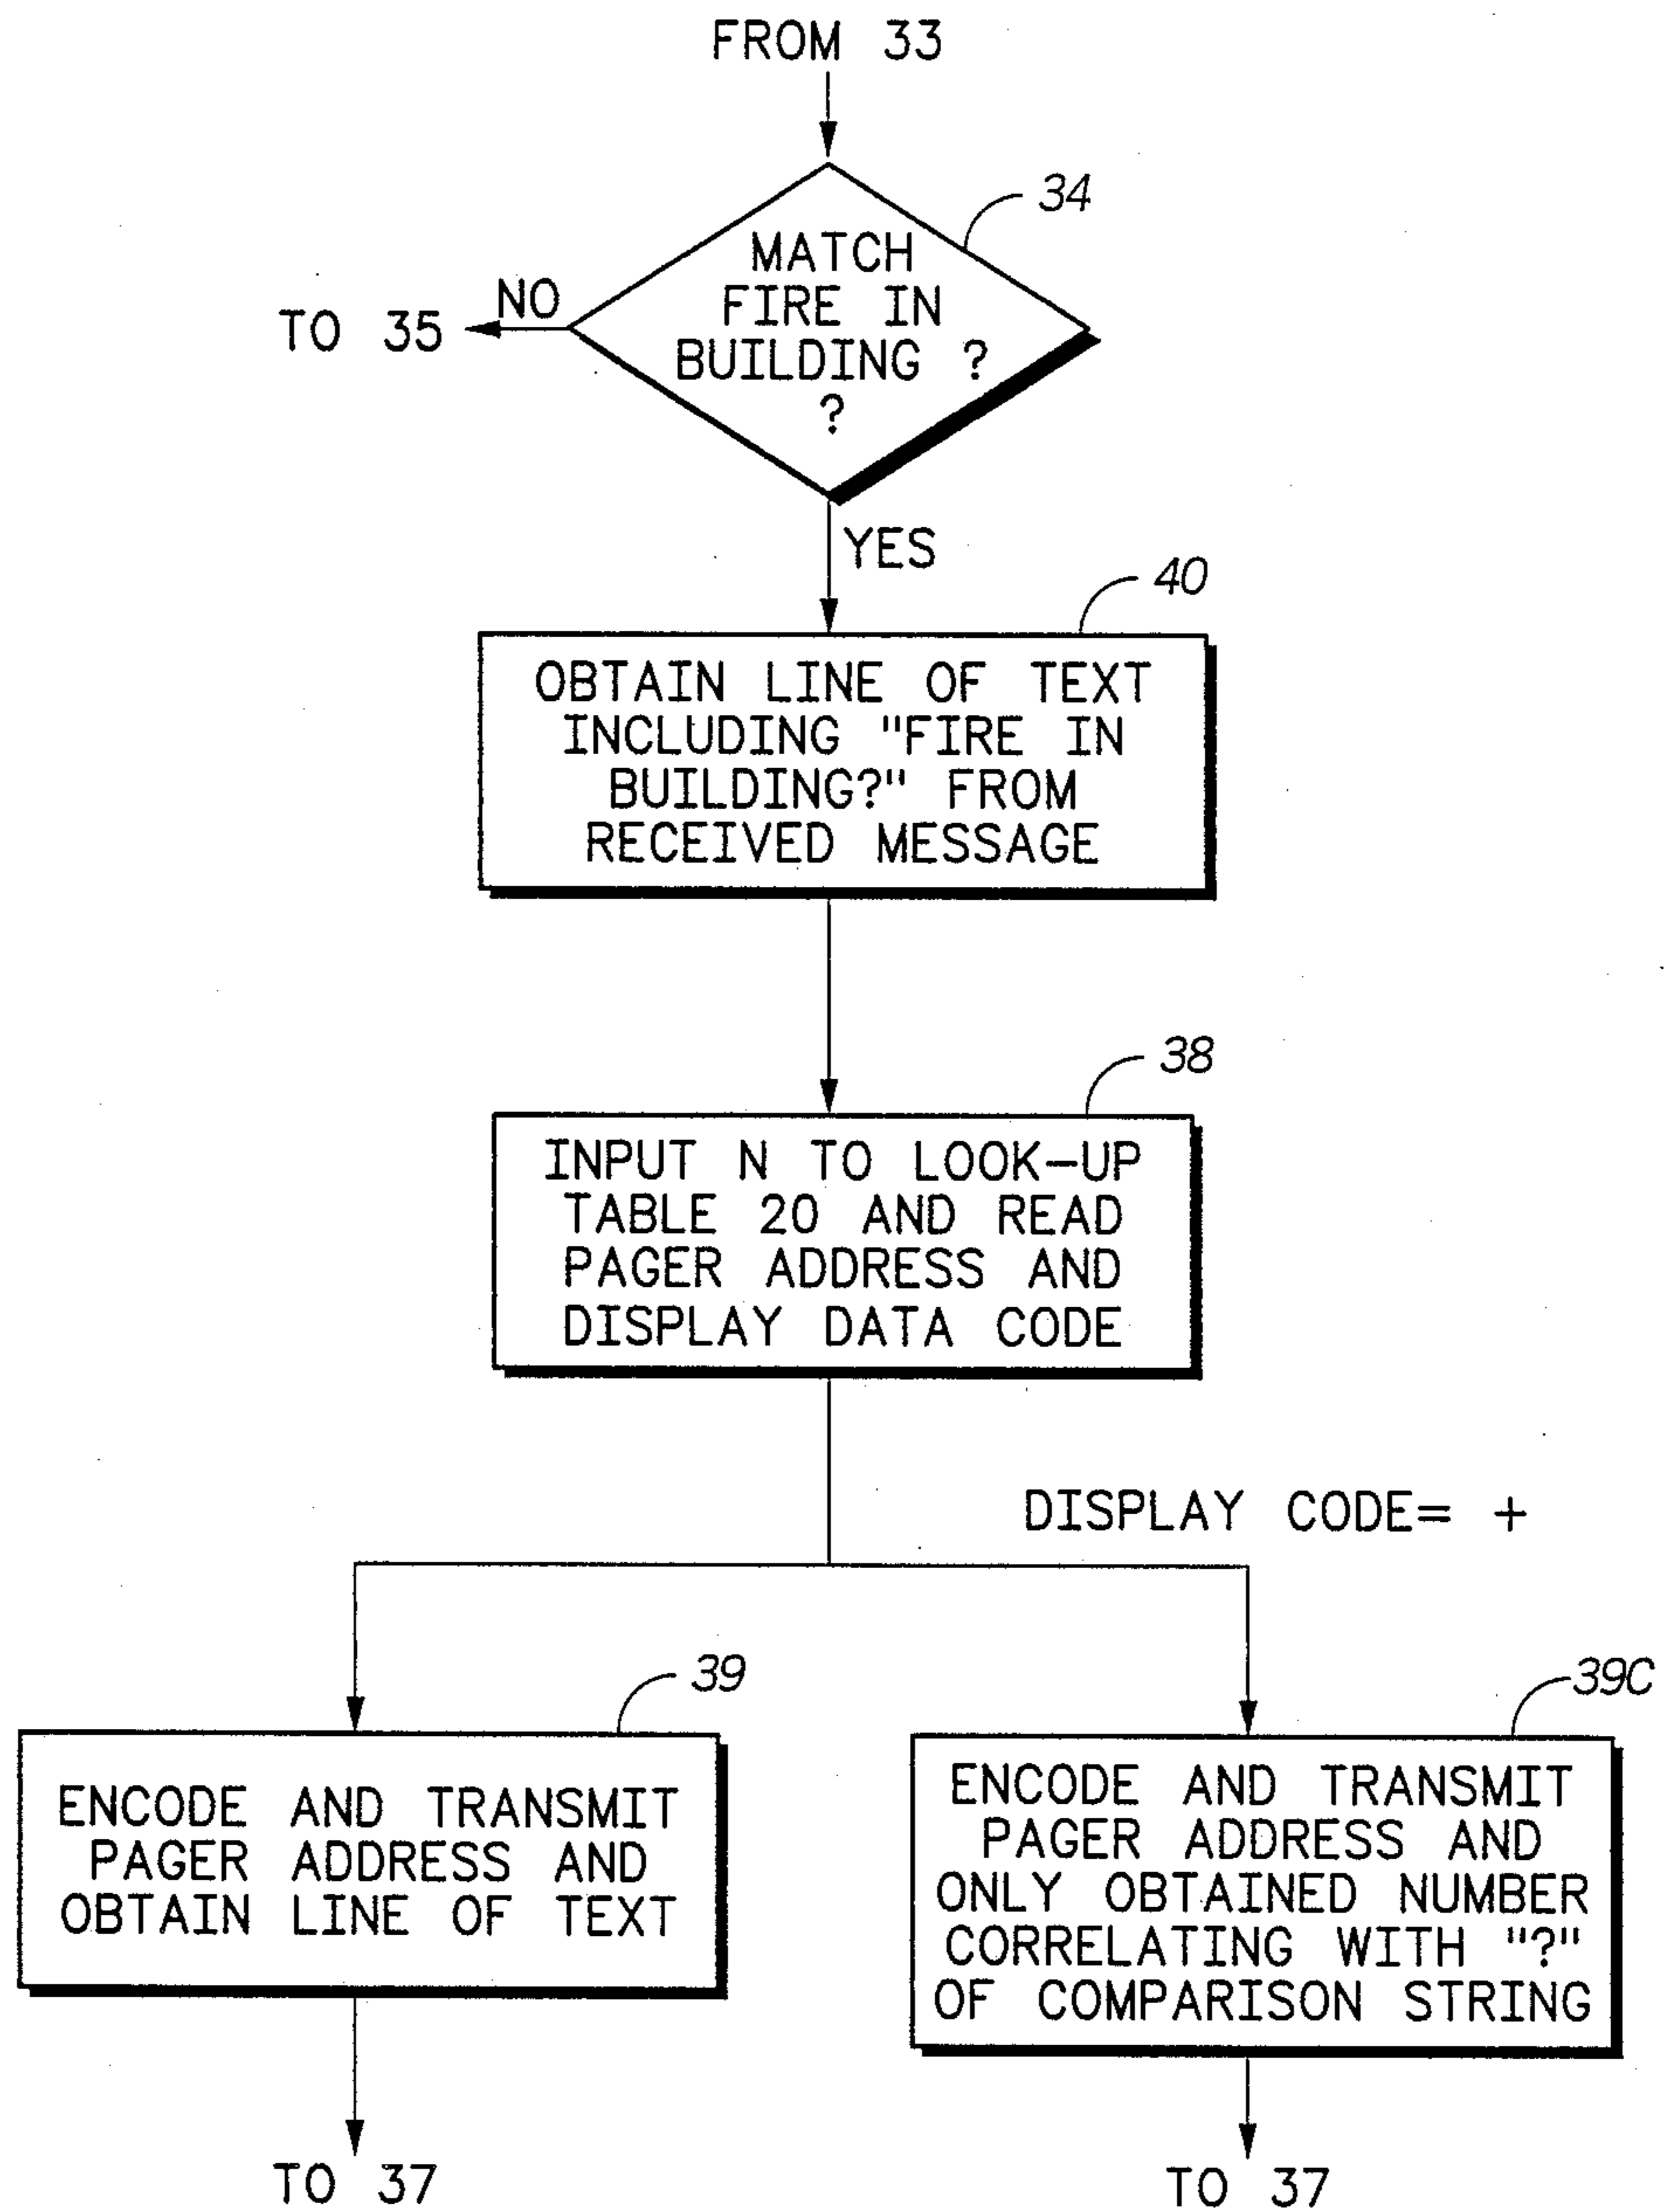 FROM 33
34
MATCH
FIRE IN
BUILDING ?
?
NO
TO 35
YES
40
OBTAIN LINE OF TEXT
INCLUDING "FIRE IN
BUILDING?" FROM
RECEIVED MESSAGE
38
INPUT N TO LOOK-UP
TABLE 20 AND READ
PAGER ADDRESS AND
DISPLAY DATA CODE
DISPLAY CODE= +
39
ENCODE AND TRANSMIT
PAGER ADDRESS AND
OBTAIN LINE OF TEXT
TO 37
39C
ENCODE AND TRANSMIT
PAGER ADDRESS AND
ONLY OBTAINED NUMBER
CORRELATING WITH "?"
OF COMPARISON STRING
TO 37